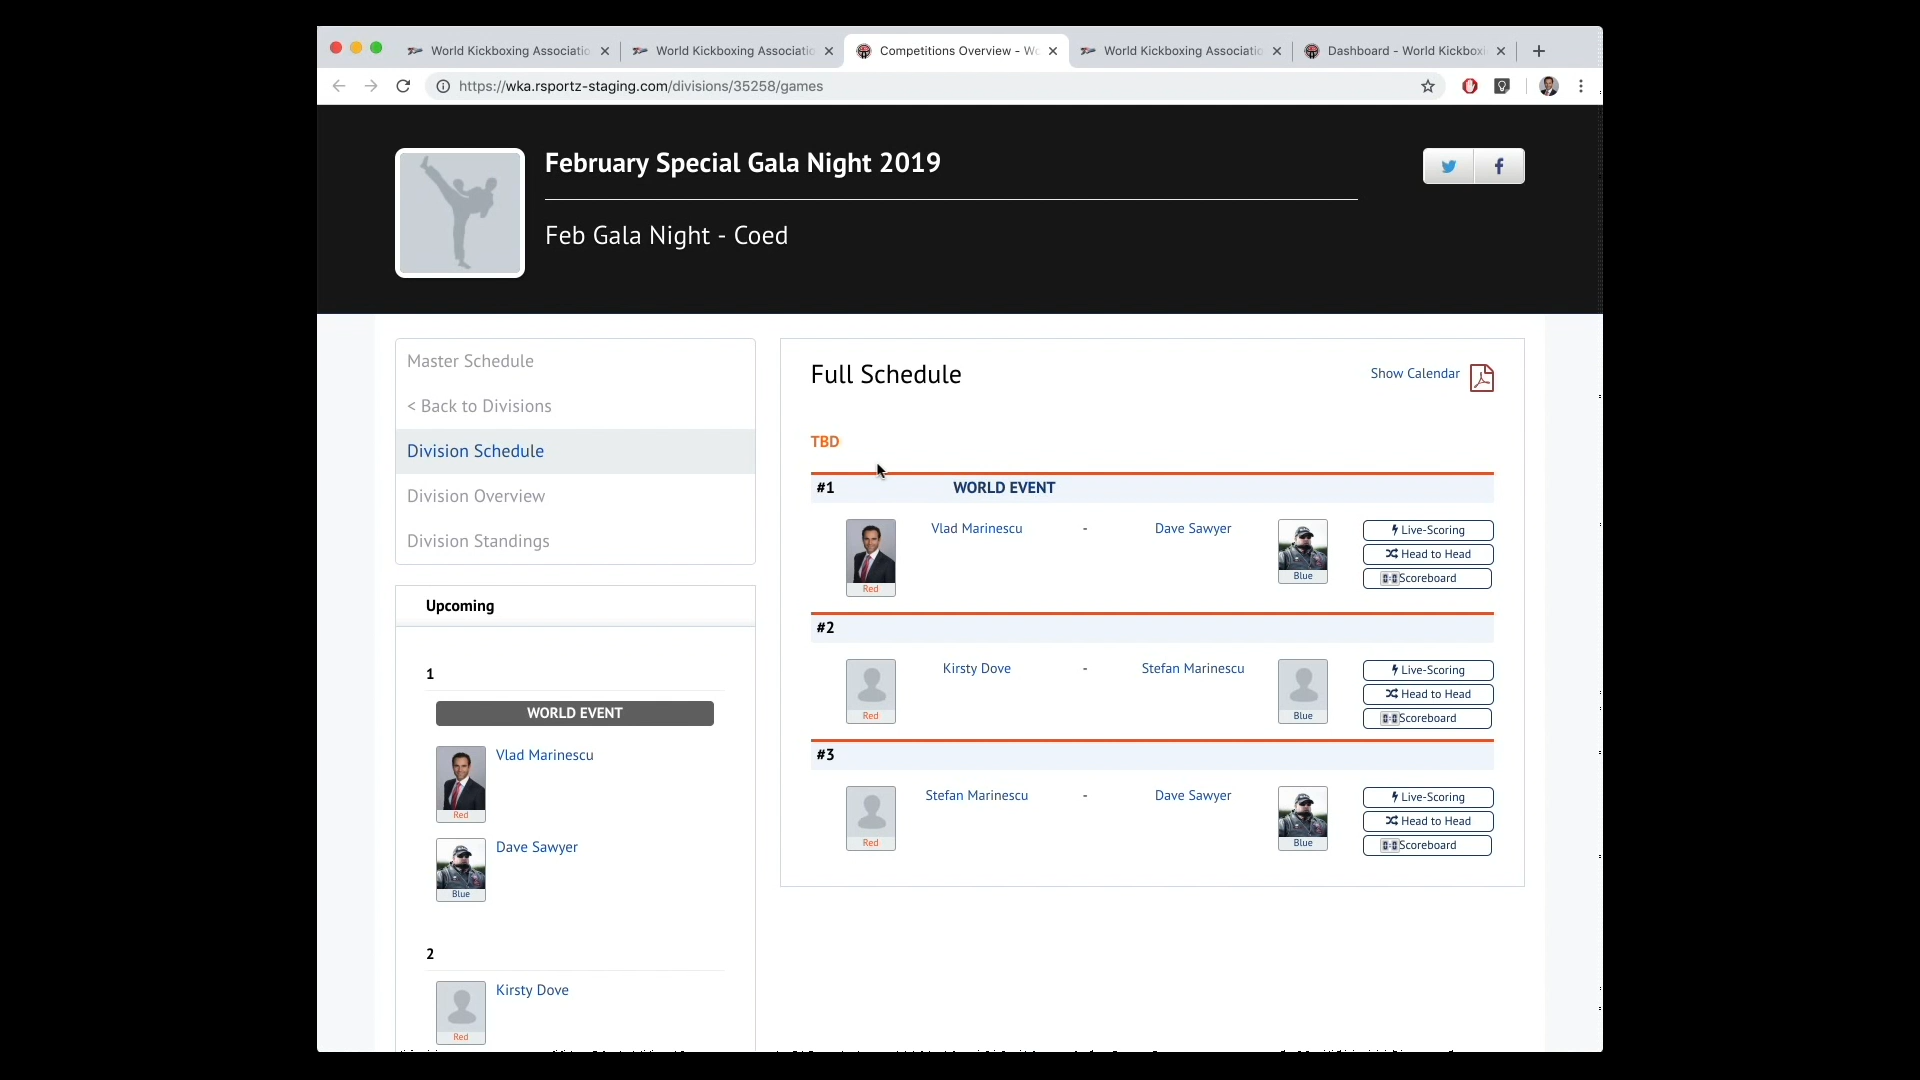 World Kickboxing Associatio
World Kickboxing Associatio
Competitions Overview - Wo
World Kickboxing Associatio
Dashboard - World Kickboxi
https://wka.rsportz-staging.com/divisions/35258/games
February Special Gala Night 2019
Feb Gala Night - Coed
Master Schedule
< Back to Divisions
Division Schedule
Division Overview
Division Standings
Upcoming
1
WORLD EVENT
Vlad Marinescu
Red
Dave Sawyer
Blue
2
Kirsty Dove
Red
Full Schedule
Show Calendar
TBD
#1 WORLD EVENT
Vlad Marinescu - Dave Sawyer
Red
Blue
Live-Scoring
Head to Head
Scoreboard
#2
Kirsty Dove - Stefan Marinescu
Red
Blue
Live-Scoring
Head to Head
Scoreboard
#3
Stefan Marinescu - Dave Sawyer
Red
Blue
Live-Scoring
Head to Head
Scoreboard